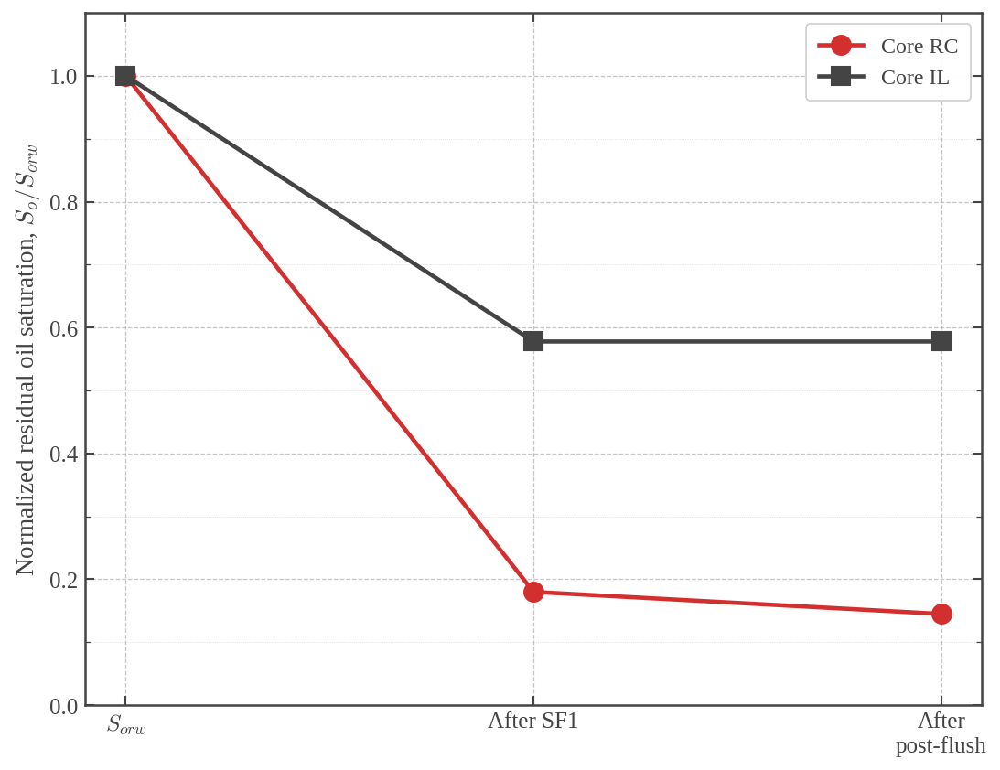 Core RC
Core IL
Normalized residual oil saturation, S_o/S_orw
1.0
0.8
0.6
0.4
0.2
0.0
S_orw
After SF1
After
post-flush